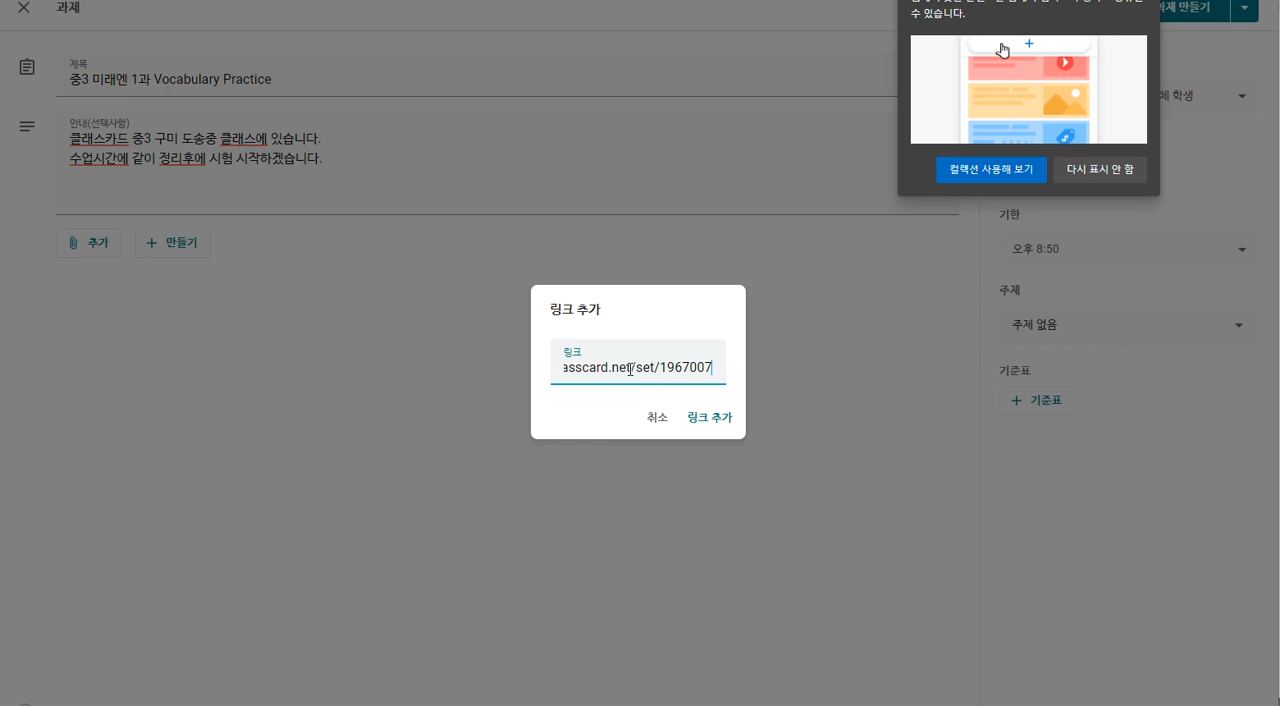 과제
수 있습니다.
만들기
제목
중3 미래엔 1과 Vocabulary Practice
안내(선택사항)
클래스카드 중3 구미 도송중 클래스에 있습니다.
수업시간에 같이 정리후에 시험 시작하겠습니다.
추가
만들기
학생
컬렉션 사용해 보기
다시 표시 안 함
기한
오후 8:50
주제
주제 없음
기준표
기준표
링크 추가
링크
asscard.net/set/1967007
취소
링크 추가